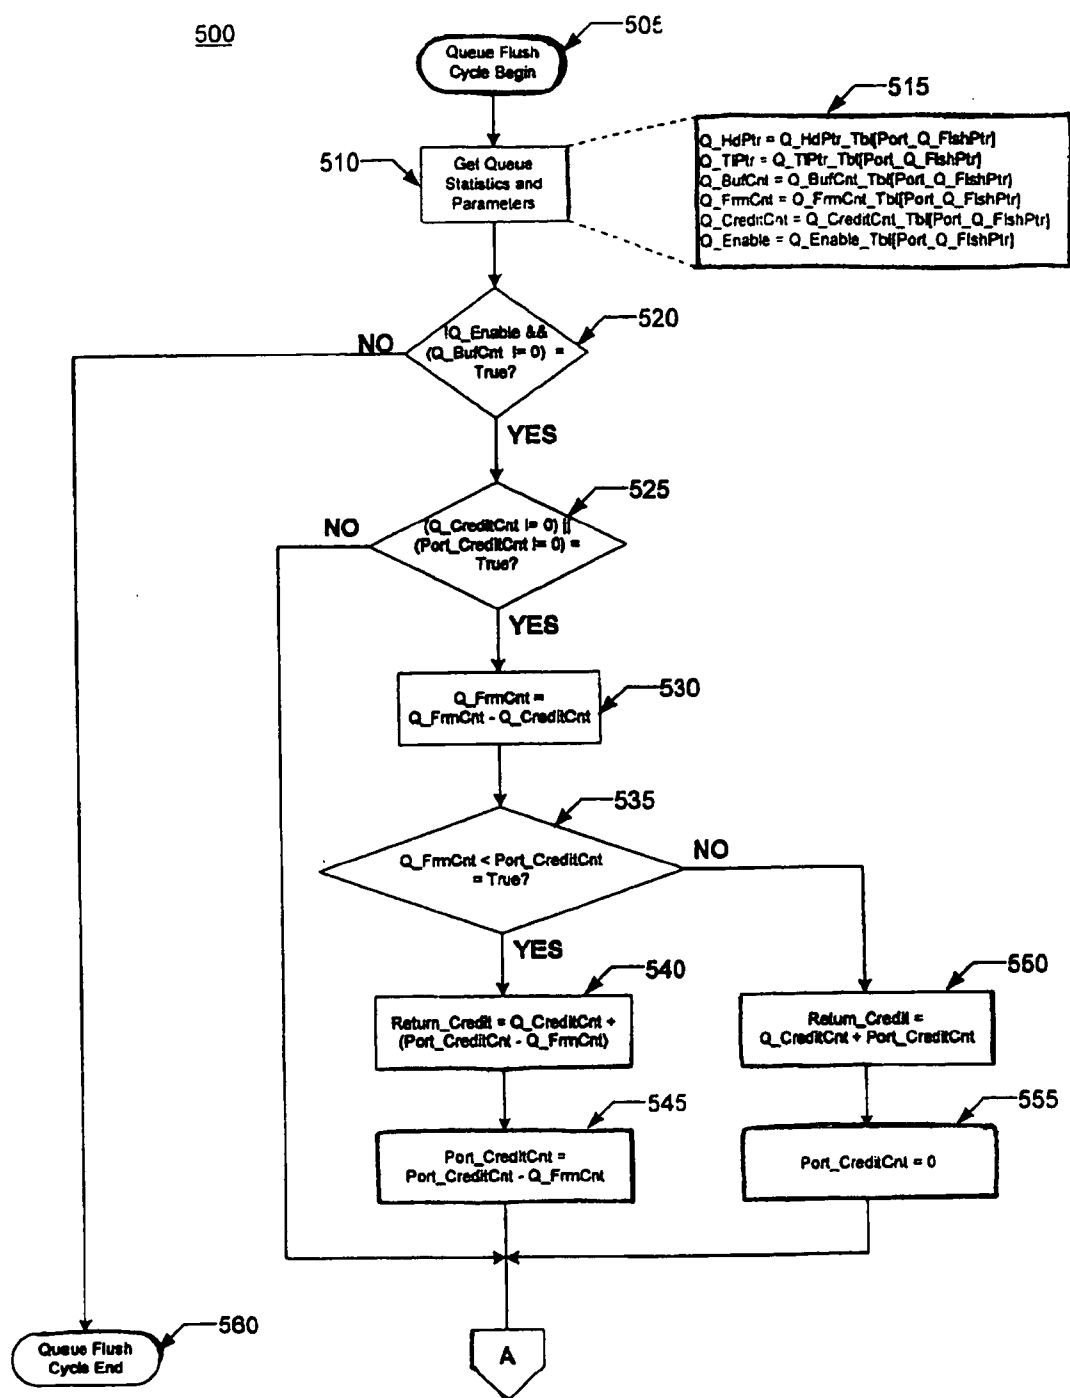 500
505
Queue Flush
Cycle Begin
515
510
Get Queue
Statistics and
Parameters
Q_HdPtr = Q_HdPtr_Tbl[Port_Q_FlshPtr]
Q_TlPtr = Q_TlPtr_Tbl[Port_Q_FlshPtr]
Q_BufCnt = Q_BufCnt_Tbl[Port_Q_FlshPtr]
Q_FrmCnt = Q_FrmCnt_Tbl[Port_Q_FlshPtr]
Q_CreditCnt = Q_CreditCnt_Tbl[Port_Q_FlshPtr]
Q_Enable = Q_Enable_Tbl[Port_Q_FlshPtr]
520
!Q_Enable &&
(Q_BufCnt != 0) =
True?
NO
YES
525
(Q_CreditCnt != 0) ||
(Port_CreditCnt != 0) =
True?
NO
YES
530
Q_FrmCnt =
Q_FrmCnt - Q_CreditCnt
535
Q_FrmCnt < Port_CreditCnt
= True?
NO
YES
540
Return_Credit = Q_CreditCnt +
(Port_CreditCnt - Q_FrmCnt)
550
Return_Credit =
Q_CreditCnt + Port_CreditCnt
545
Port_CreditCnt =
Port_CreditCnt - Q_FrmCnt
555
Port_CreditCnt = 0
560
Queue Flush
Cycle End
A